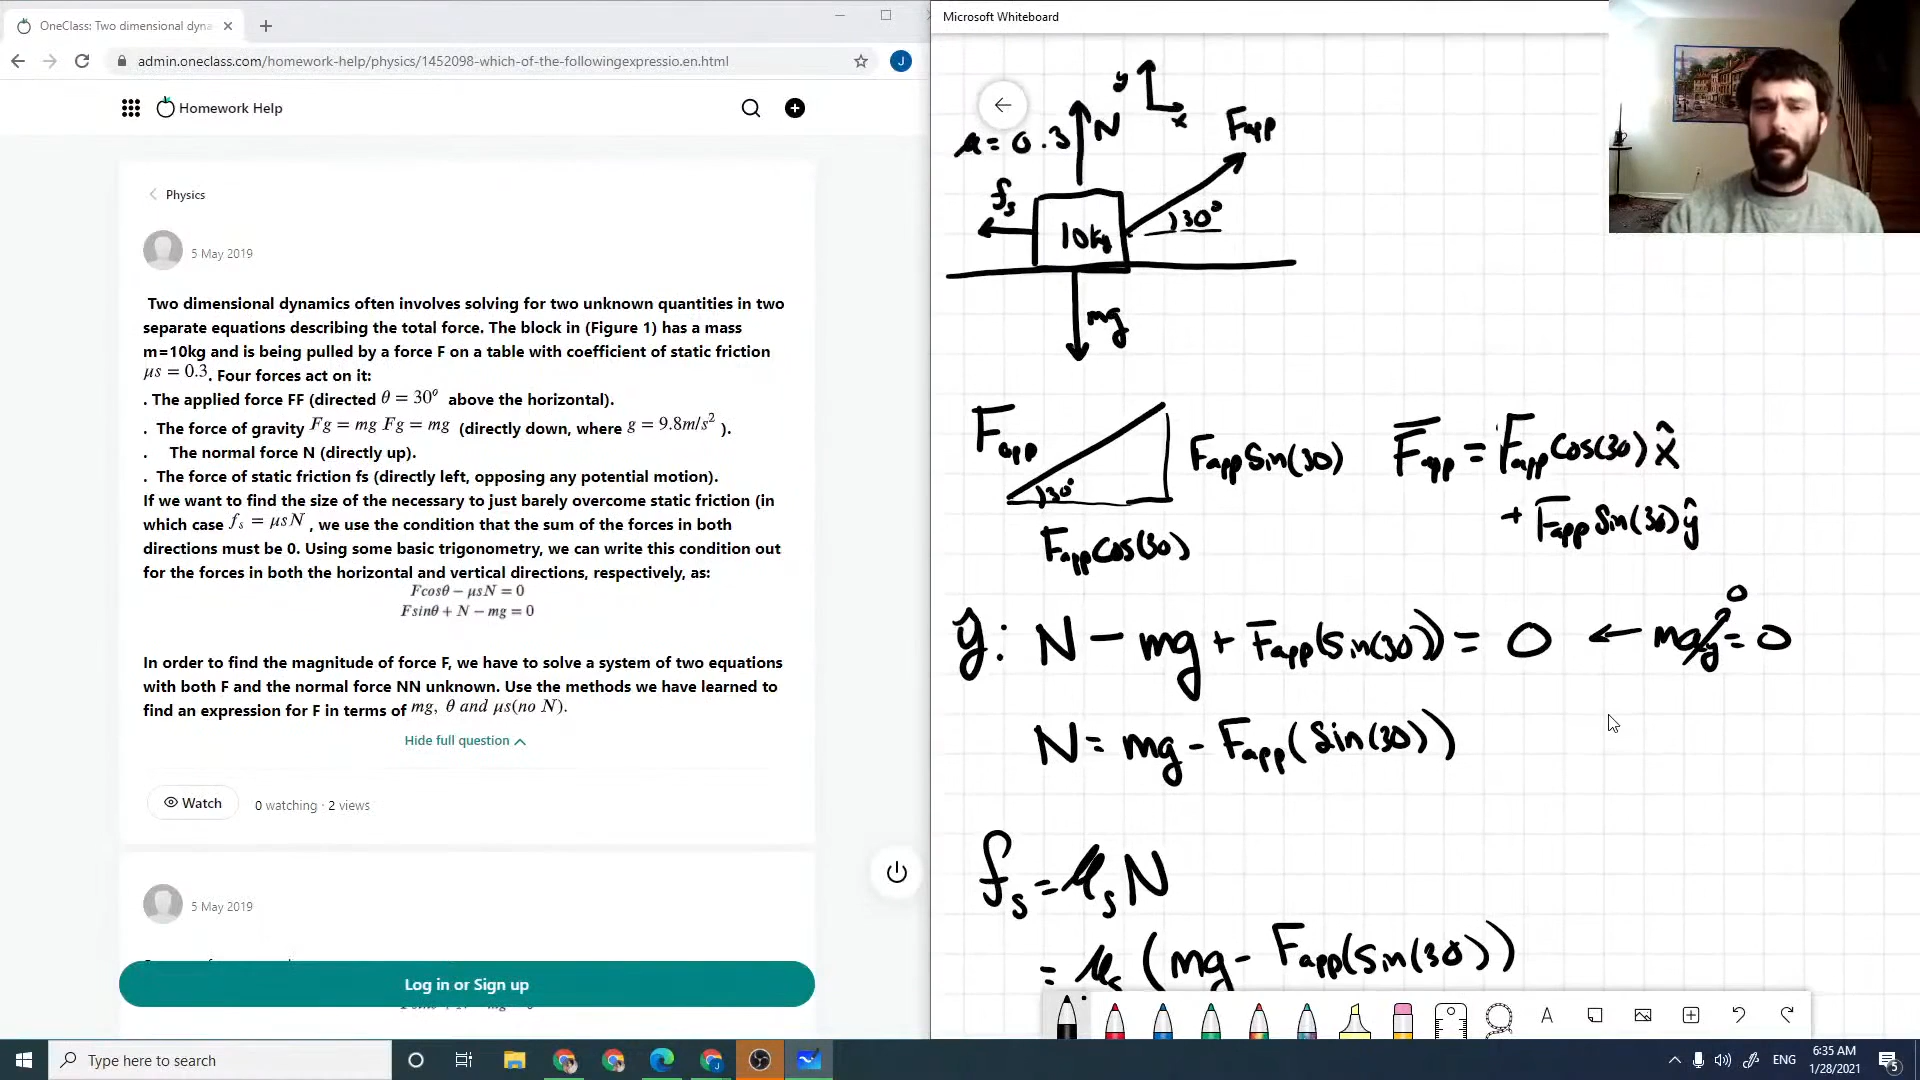 OneClass: Two dimensional dyna
admin.oneclass.com/homework-help/physics/1452098-which-of-the-followingexpressio.en.html
J
Homework Help
Physics
5 May 2019
Two dimensional dynamics often involves solving for two unknown quantities in two
separate equations describing the total force. The block in (Figure 1) has a mass
m=10kg and is being pulled by a force F on a table with coefficient of static friction
μs = 0.3. Four forces act on it:
. The applied force FF (directed θ = 30° above the horizontal).
. The force of gravity Fg = mg Fg = mg (directly down, where g = 9.8m/s² ).
. The normal force N (directly up).
. The force of static friction fs (directly left, opposing any potential motion).
If we want to find the size of the necessary to just barely overcome static friction (in
which case fₛ = μsN , we use the condition that the sum of the forces in both
directions must be 0. Using some basic trigonometry, we can write this condition out
for the forces in both the horizontal and vertical directions, respectively, as:
Fcosθ − μsN = 0
Fsinθ + N − mg = 0
In order to find the magnitude of force F, we have to solve a system of two equations
with both F and the normal force NN unknown. Use the methods we have learned to
find an expression for F in terms of mg, θ and μs(no N).
Hide full question
Watch 0 watching · 2 views
5 May 2019
Log in or Sign up
Microsoft Whiteboard
y
x
μ = 0.3
N
Fapp
fs
10kg
30°
mg
Fapp
30°
Fapp Sin(30)
Fapp Cos(30)
Fapp = Fapp Cos(30) x̂
+ Fapp Sin(30) ŷ
ŷ: N − mg + Fapp(Sin(30)) = 0 ← may = 0
0
N = mg − Fapp(Sin(30))
fs = μs N
= μs (mg − Fapp(Sin(30))
A
Type here to search
ENG
6:35 AM
1/28/2021
5